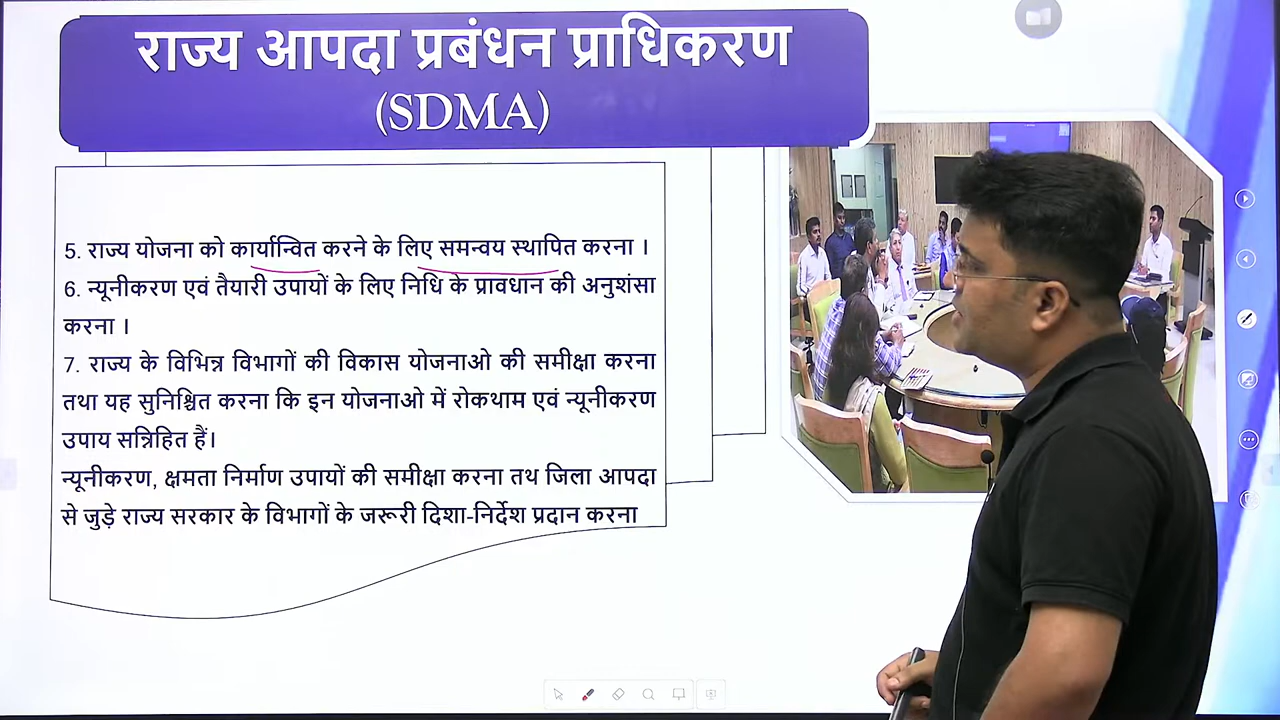 राज्य आपदा प्रबंधन प्राधिकरण
(SDMA)
5. राज्य योजना को कार्यान्वित करने के लिए समन्वय स्थापित करना ।
6. न्यूनीकरण एवं तैयारी उपायों के लिए निधि के प्रावधान की अनुशंसा
करना ।
7. राज्य के विभिन्न विभागों की विकास योजनाओ की समीक्षा करना
तथा यह सुनिश्चित करना कि इन योजनाओ में रोकथाम एवं न्यूनीकरण
उपाय सन्निहित हैं।
न्यूनीकरण, क्षमता निर्माण उपायों की समीक्षा करना तथ जिला आपदा
से जुड़े राज्य सरकार के विभागों के जरूरी दिशा-निर्देश प्रदान करना